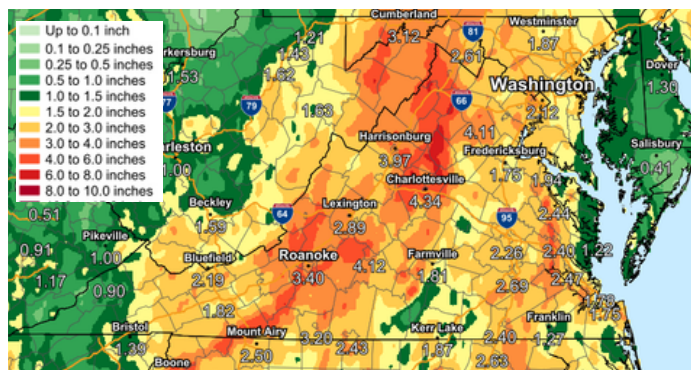 Up to 0.1 inch
0.1 to 0.25 inches
0.25 to 0.5 inches
0.5 to 1.0 inches
1.0 to 1.5 inches
1.5 to 2.0 inches
2.0 to 3.0 inches
3.0 to 4.0 inches
4.0 to 6.0 inches
6.0 to 8.0 inches
8.0 to 10.0 inches
Cumberland
3.12
Westminster
1.87
1.21
1.43
1.62
81
2.61
rkersburg
1.53
77
79
Washington
Dover
1.30
66
1.63
2.12
4.11
Harrisonburg
3.97
Fredericksburg
1.75
Salisbury
0.41
arleston
1.00
Charlottesville
4.34
1.94
Beckley
1.59
64
Lexington
2.89
95
2.44
0.51
Pikeville
1.00
0.91
Bluefield
2.19
Roanoke
3.40
4.12
Farmville
1.81
2.26
2.40
1.22
1.17
0.90
2.69
2.47
1.82
1.78
1.75
Bristol
1.39
Mount Airy
2.50
3.20
2.43
Kerr Lake
1.87
2.40
Franklin
1.27
Boone
2.63